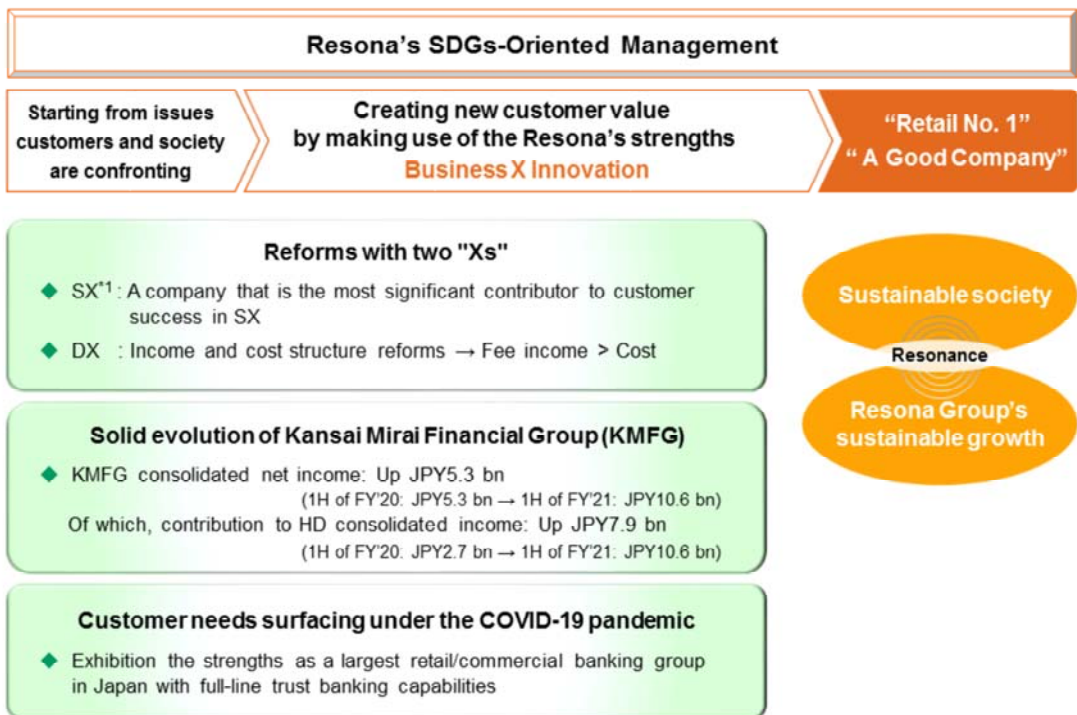 Resona’s SDGs-Oriented Management
Starting from issues
customers and society
are confronting
Creating new customer value
by making use of the Resona’s strengths
Business X Innovation
“Retail No. 1”
“ A Good Company”
Reforms with two "Xs"
◆ SX*1 : A company that is the most significant contributor to customer
success in SX
◆ DX : Income and cost structure reforms → Fee income > Cost
Solid evolution of Kansai Mirai Financial Group (KMFG)
◆ KMFG consolidated net income: Up JPY5.3 bn
(1H of FY'20: JPY5.3 bn → 1H of FY'21: JPY10.6 bn)
Of which, contribution to HD consolidated income: Up JPY7.9 bn
(1H of FY'20: JPY2.7 bn → 1H of FY'21: JPY10.6 bn)
Customer needs surfacing under the COVID-19 pandemic
◆ Exhibition the strengths as a largest retail/commercial banking group
in Japan with full-line trust banking capabilities
Sustainable society
Resonance
Resona Group’s
sustainable growth